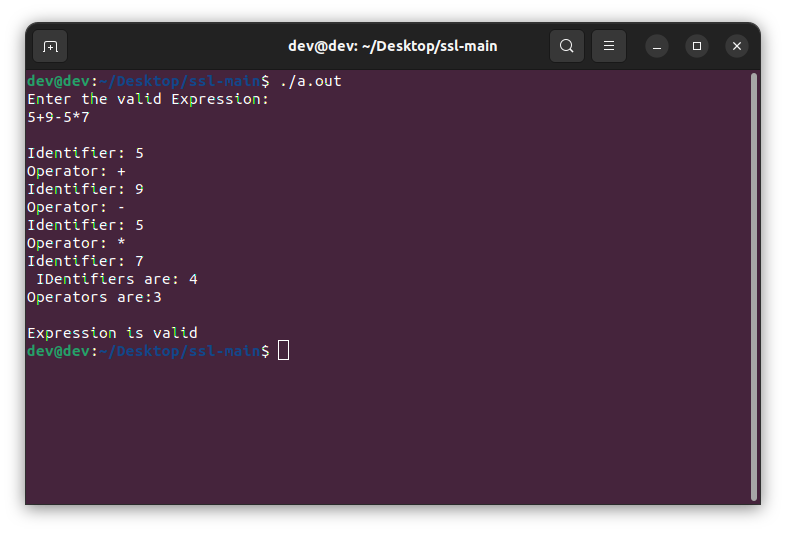 dev@dev: ~/Desktop/ssl-main
dev@dev:~/Desktop/ssl-main$ ./a.out
Enter the valid Expression:
5+9-5*7

Identifier: 5
Operator: +
Identifier: 9
Operator: -
Identifier: 5
Operator: *
Identifier: 7
 IDentifiers are: 4
Operators are:3

Expression is valid
dev@dev:~/Desktop/ssl-main$